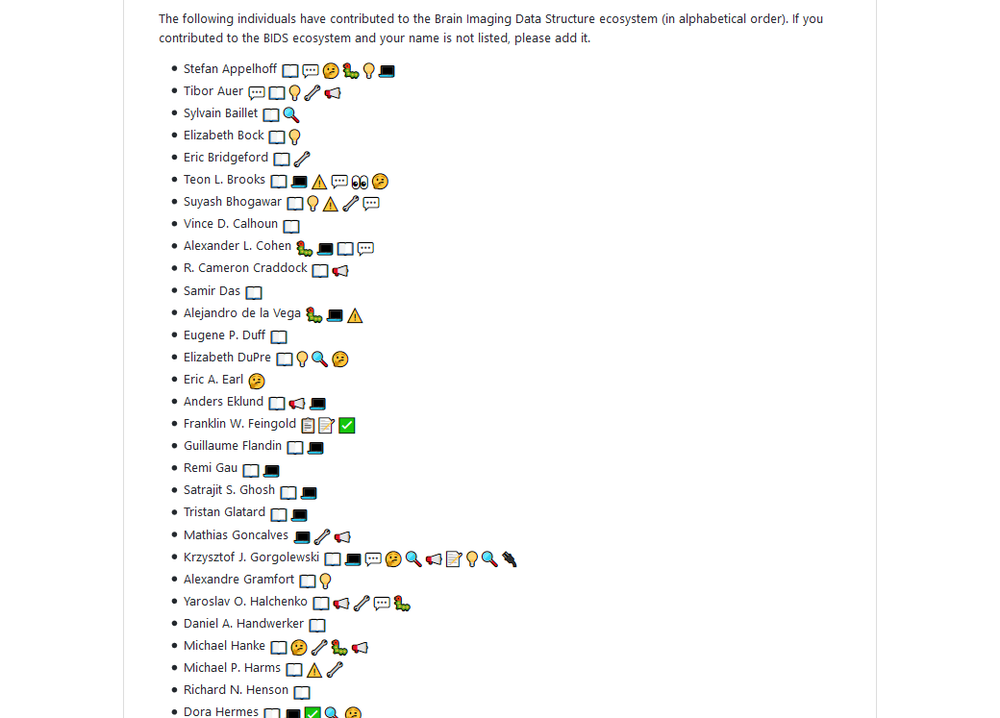 The following individuals have contributed to the Brain Imaging Data Structure ecosystem (in alphabetical order). If you
contributed to the BIDS ecosystem and your name is not listed, please add it.
Stefan Appelhoff 📖💬🤔🐛💡💻
Tibor Auer 💬📖💡🔧📢
Sylvain Baillet 📖🔍
Elizabeth Bock 📖💡
Eric Bridgeford 📖🔧
Teon L. Brooks 📖💻⚠️💬👀🤔
Suyash Bhogawar 📖💡⚠️🔧💬
Vince D. Calhoun 📖
Alexander L. Cohen 🐛💻📖💬
R. Cameron Craddock 📖📢
Samir Das 📖
Alejandro de la Vega 🐛💻⚠️
Eugene P. Duff 📖
Elizabeth DuPre 📖💡🔍🤔
Eric A. Earl 🤔
Anders Eklund 📖📢💻
Franklin W. Feingold 📋📝✅
Guillaume Flandin 📖💻
Remi Gau 📖💻
Satrajit S. Ghosh 📖💻
Tristan Glatard 📖💻
Mathias Goncalves 💻🔧📢
Krzysztof J. Gorgolewski 📖💻💬🤔🔍📢📝💡🔍🔌
Alexandre Gramfort 📖💡
Yaroslav O. Halchenko 📖📢🔧💬🐛
Daniel A. Handwerker 📖
Michael Hanke 📖🤔🔧🐛📢
Michael P. Harms 📖⚠️🔧
Richard N. Henson 📖
Dora Hermes 📖💻✅🔍🤔